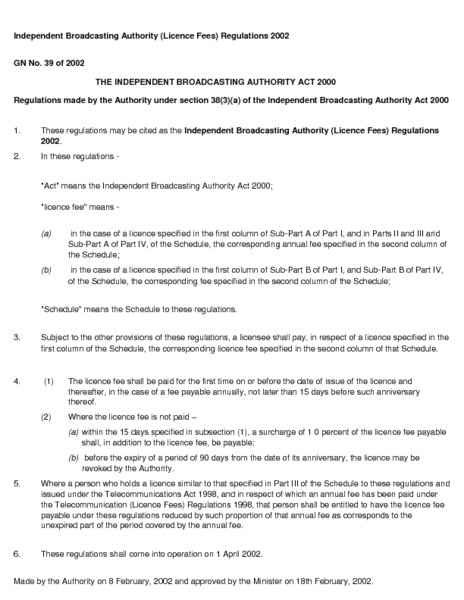 Independent Broadcasting Authority (Licence Fees) Regulations 2002
GN No. 39 of 2002
THE INDEPENDENT BROADCASTING AUTHORITY ACT 2000
Regulations made by the Authority under section 38(3)(a) of the Independent Broadcasting Authority Act 2000
1. These regulations may be cited as the Independent Broadcasting Authority (Licence Fees) Regulations
2002.
2. In these regulations -
"Act" means the Independent Broadcasting Authority Act 2000;
"licence fee" means -
(a) in the case of a licence specified in the first column of Sub-Part A of Part I, and in Parts II and III arid
Sub-Part A of Part IV, of the Schedule, the corresponding annual fee specified in the second column of
the Schedule;
(b) in the case of a licence specified in the first column of Sub-Part B of Part I, and Sub-Part B of Part IV,
of the Schedule, the corresponding fee specified in the second column of the Schedule;
"Schedule" means the Schedule to these regulations.
3. Subject to the other provisions of these regulations, a licensee shall pay, in respect of a licence specified in the
first column of the Schedule, the corresponding licence fee specified in the second column of that Schedule.
4. (1) The licence fee shall be paid for the first time on or before the date of issue of the licence and
thereafter, in the case of a fee payable annually, not later than 15 days before such anniversary
thereof.
(2) Where the licence fee is not paid –
(a) within the 15 days specified in subsection (1), a surcharge of 1 0 percent of the licence fee payable
shall, in addition to the licence fee, be payable;
(b) before the expiry of a period of 90 days from the date of its anniversary, the licence may be
revoked by the Authority.
5. Where a person who holds a licence similar to that specified in Part III of the Schedule to these regulations and
issued under the Telecommunications Act 1998, and in respect of which an annual fee has been paid under
the Telecommunication (Licence Fees) Regulations 1998, that person shall be entitled to have the licence fee
payable under these regulations reduced by such proportion of that annual fee as corresponds to the
unexpired part of the period covered by the annual fee.
6. These regulations shall come into operation on 1 April 2002.
Made by the Authority on 8 February, 2002 and approved by the Minister on 18th February, 2002.